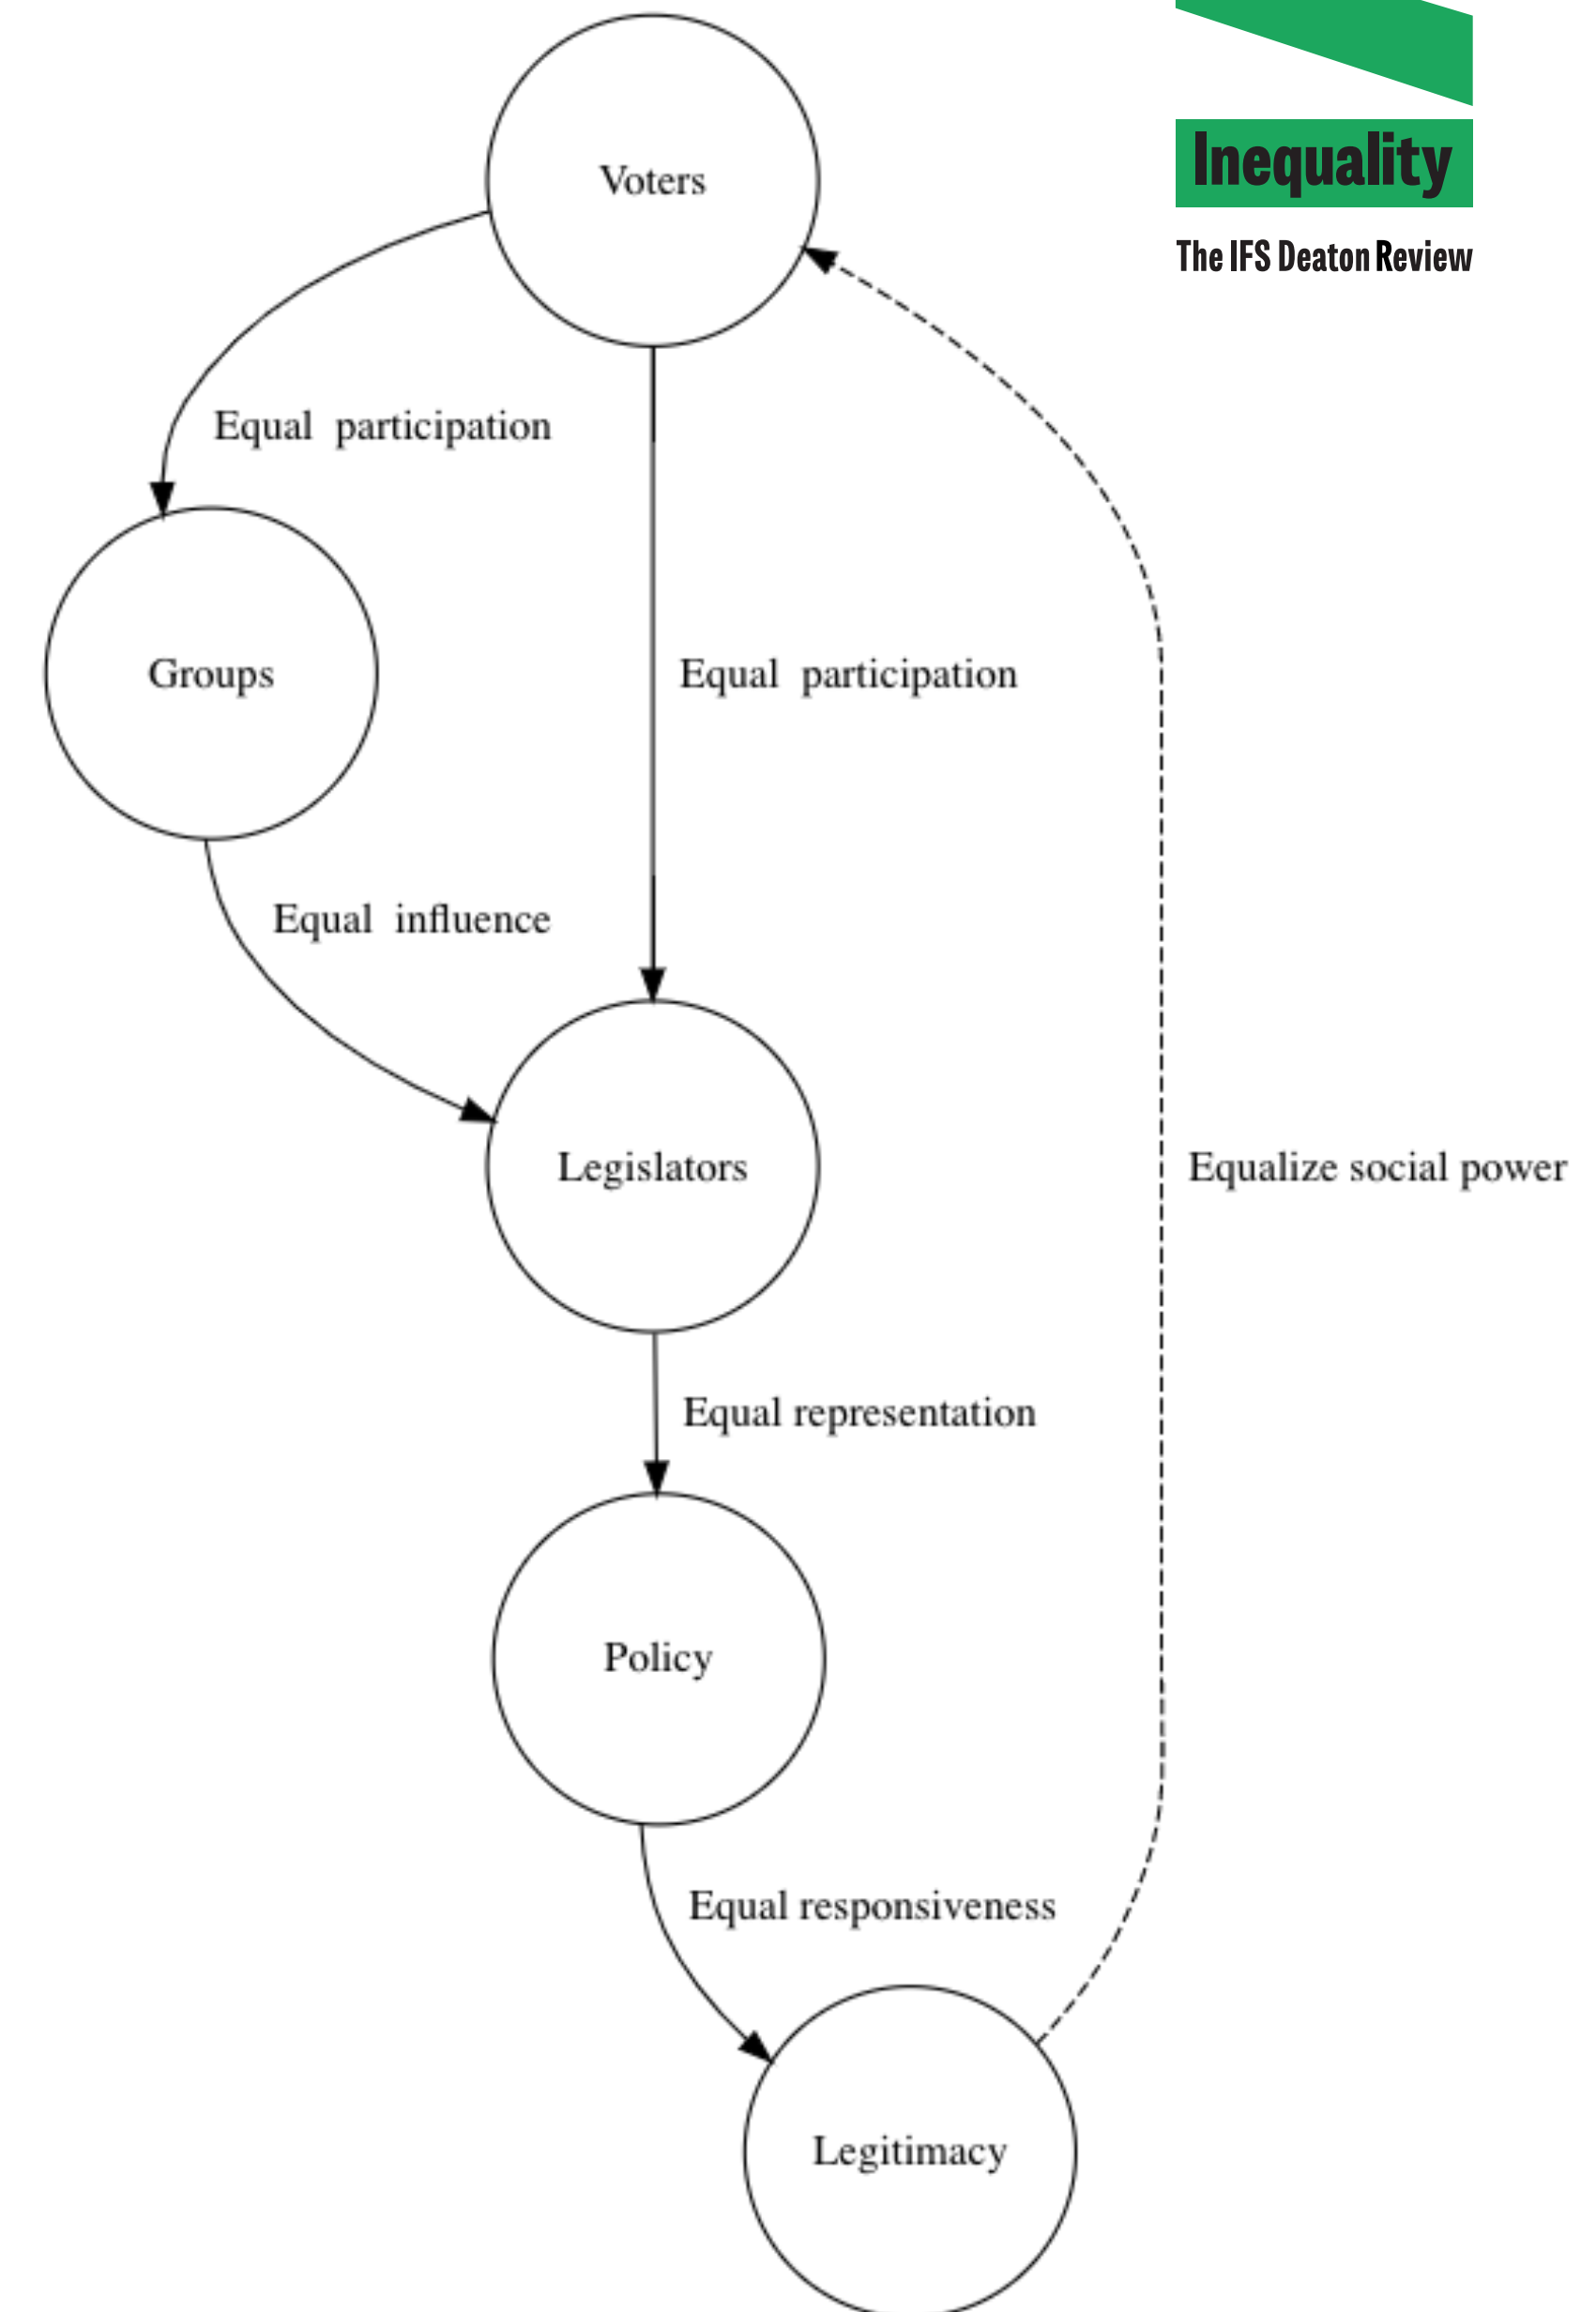 Inequality
The IFS Deaton Review
Voters
Equal participation
Groups
Equal participation
Equal influence
Legislators
Equalize social power
Equal representation
Policy
Equal responsiveness
Legitimacy